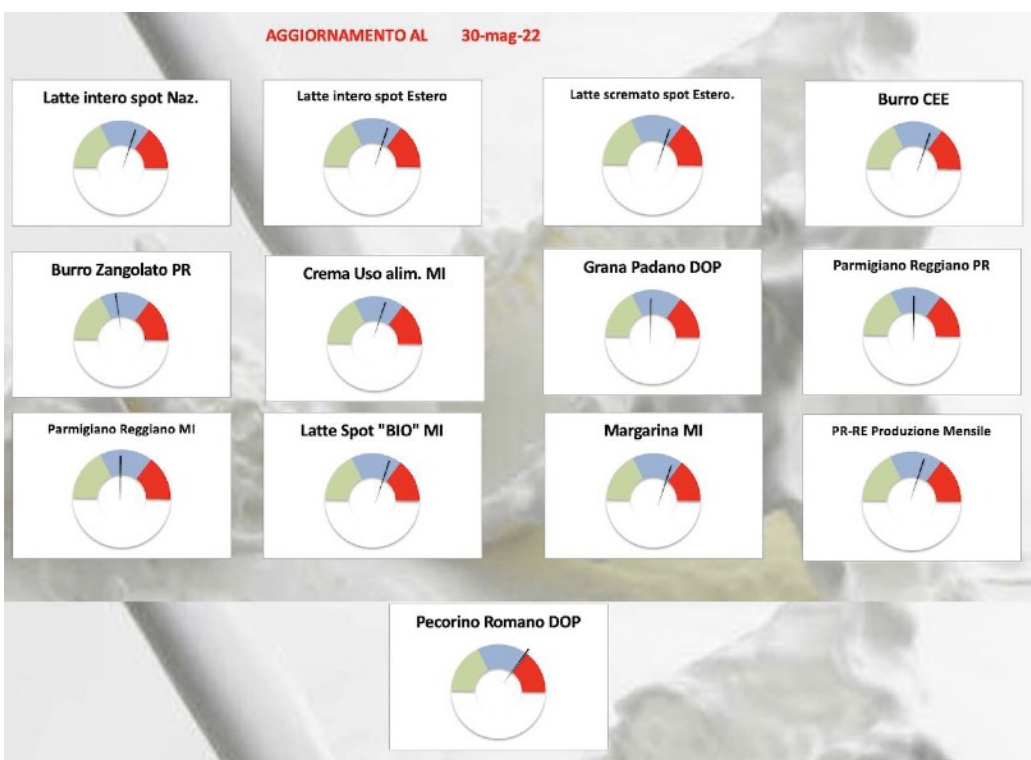 AGGIORNAMENTO AL 30-mag-22
Latte intero spot Naz.
Latte intero spot Estero
Latte scremato spot Estero.
Burro CEE
Burro Zangolato PR
Crema Uso alim. MI
Grana Padano DOP
Parmigiano Reggiano PR
Parmigiano Reggiano MI
Latte Spot "BIO" MI
Margarina MI
PR-RE Produzione Mensile
Pecorino Romano DOP